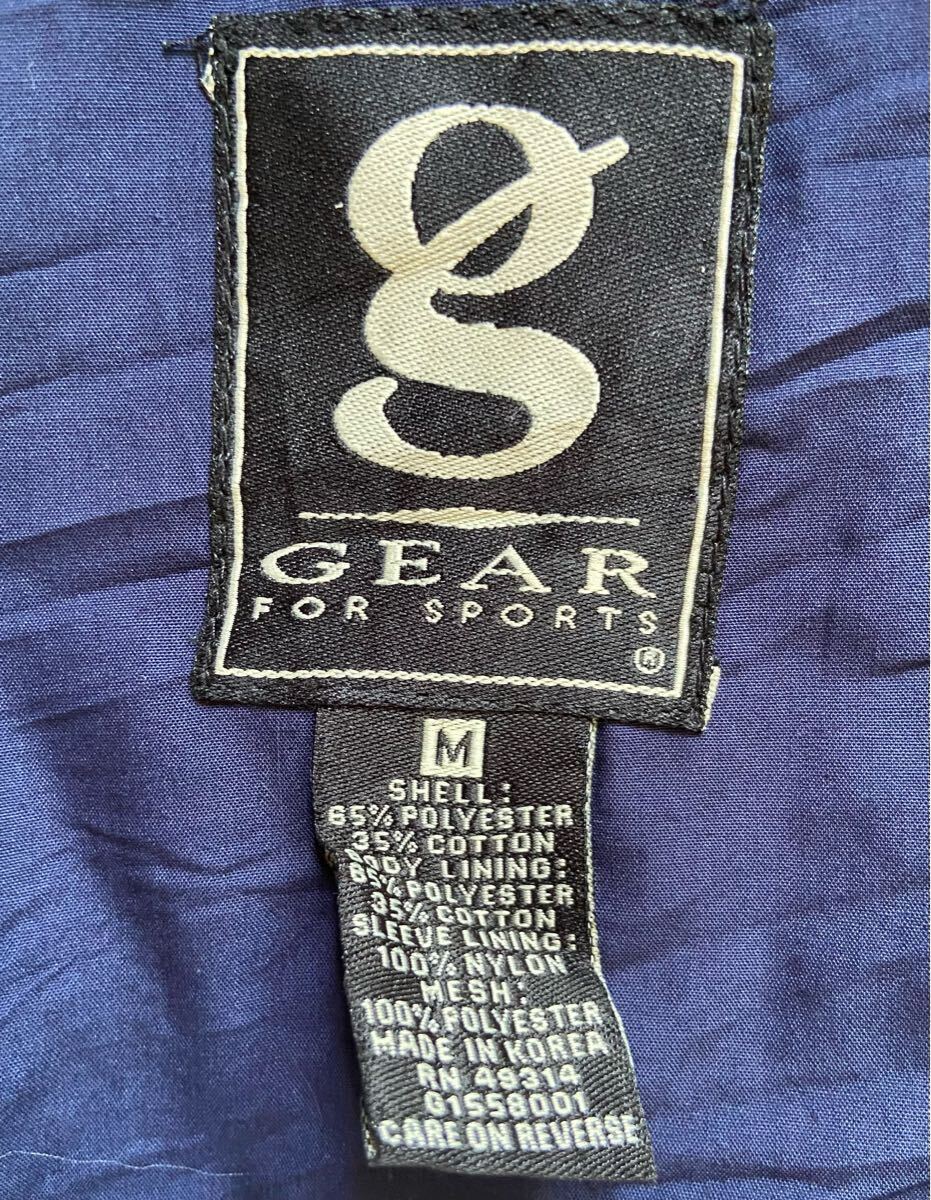 g
GEAR
FOR SPORTS
®
M
SHELL:
65% POLYESTER
35% COTTON
BODY LINING:
65% POLYESTER
35% COTTON
SLEEVE LINING:
100% NYLON
MESH:
100% POLYESTER
MADE IN KOREA
RN 49314
G1558001
CARE ON REVERSE